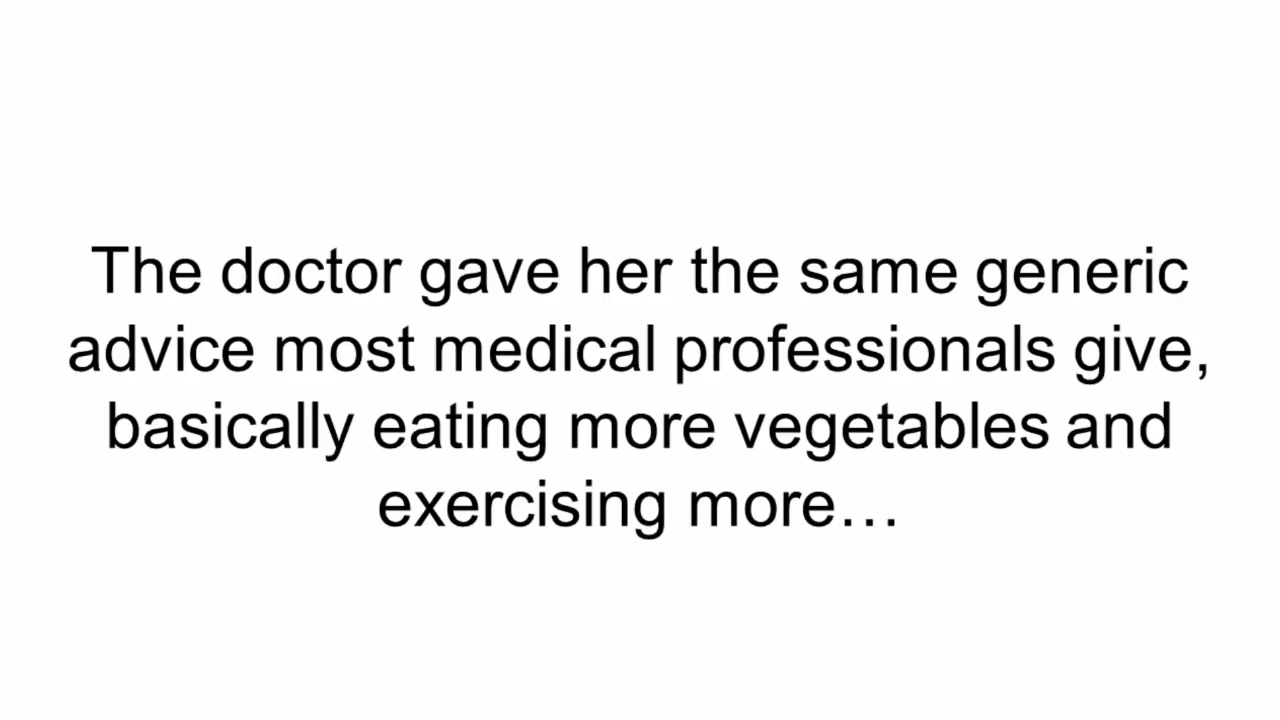 The doctor gave her the same generic
advice most medical professionals give,
basically eating more vegetables and
exercising more…